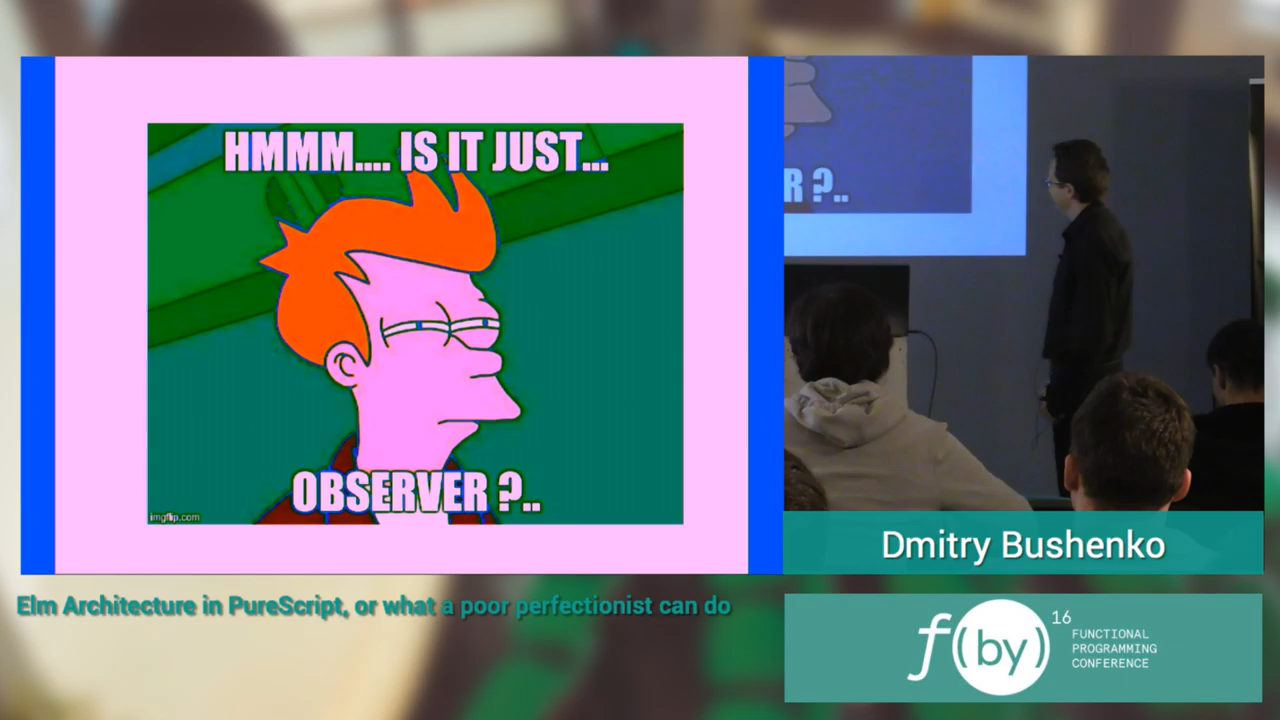 HMMM.... IS IT JUST...
OBSERVER ?..
imgflip.com
R ?..
Dmitry Bushenko
Elm Architecture in PureScript, or what a poor perfectionist can do
f(by)16
FUNCTIONAL
PROGRAMMING
CONFERENCE